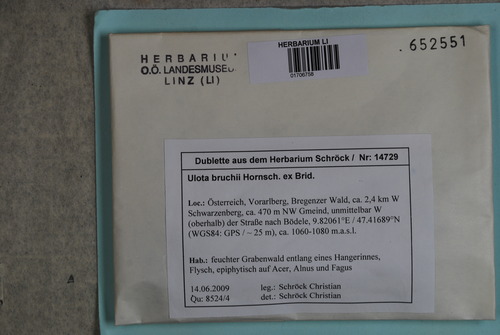 HERBARIU
O.Ö. LANDESMUSEU
LINZ (LI)
HERBARIUM LI
01706758
. 652551
Dublette aus dem Herbarium Schröck / Nr: 14729
Ulota bruchii Hornsch. ex Brid.
Loc.: Österreich, Vorarlberg, Bregenzer Wald, ca. 2,4 km W
Schwarzenberg, ca. 470 m NW Gmeind, unmittelbar W
(oberhalb) der Straße nach Bödele, 9.82061°E / 47.41689°N
(WGS84: GPS / ~ 25 m), ca. 1060-1080 m.a.s.l.
Hab.: feuchter Grabenwald entlang eines Hangerinnes,
Flysch, epiphytisch auf Acer, Alnus und Fagus
14.06.2009 leg.: Schröck Christian
Qu: 8524/4 det.: Schröck Christian